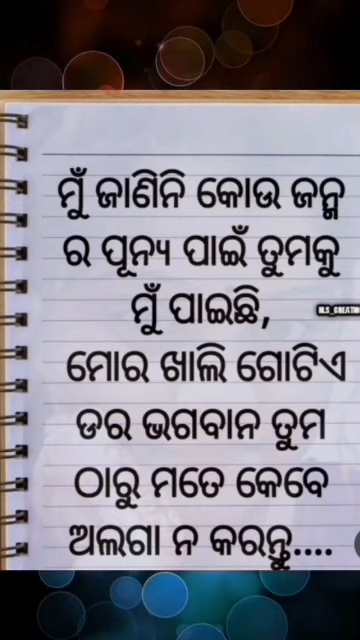 ମୁଁ ଜାଣିନି କୋଉ ଜନ୍ମ
ର ପୂନ୍ୟ ପାଇଁ ତୁମକୁ
ମୁଁ ପାଇଛି,
ମୋର ଖାଲି ଗୋଟିଏ
ଡର ଭଗବାନ ତୁମ
ଠାରୁ ମତେ କେବେ
ଅଲଗା ନ କରନ୍ତୁ....